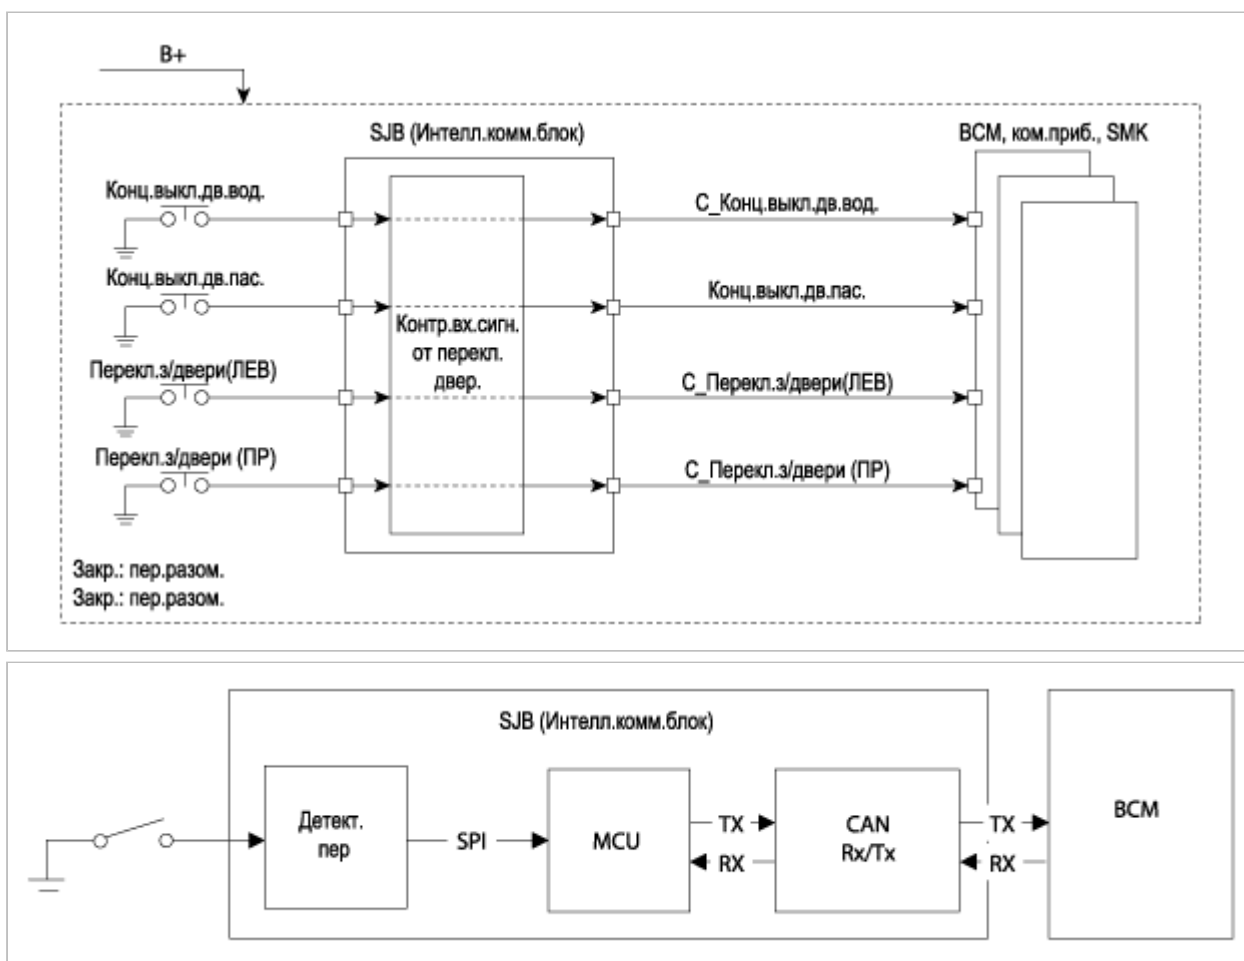 B+
SJB (Интелл.комм.блок)
BCM, ком.приб., SMK
Конц.выкл.дв.вод.
C_Конц.выкл.дв.вод.
Конц.выкл.дв.пас.
Конц.выкл.дв.пас.
Контр.вх.сигн.
от перекл.
двер.
Перекл.з/двери(ЛЕВ)
C_Перекл.з/двери(ЛЕВ)
Перекл.з/двери (ПР)
C_Перекл.з/двери (ПР)
Закр.: пер.разом.
Закр.: пер.разом.
SJB (Интелл.комм.блок)
Детект.
пер
SPI
MCU
TX
RX
CAN
Rx/Tx
TX
RX
BCM